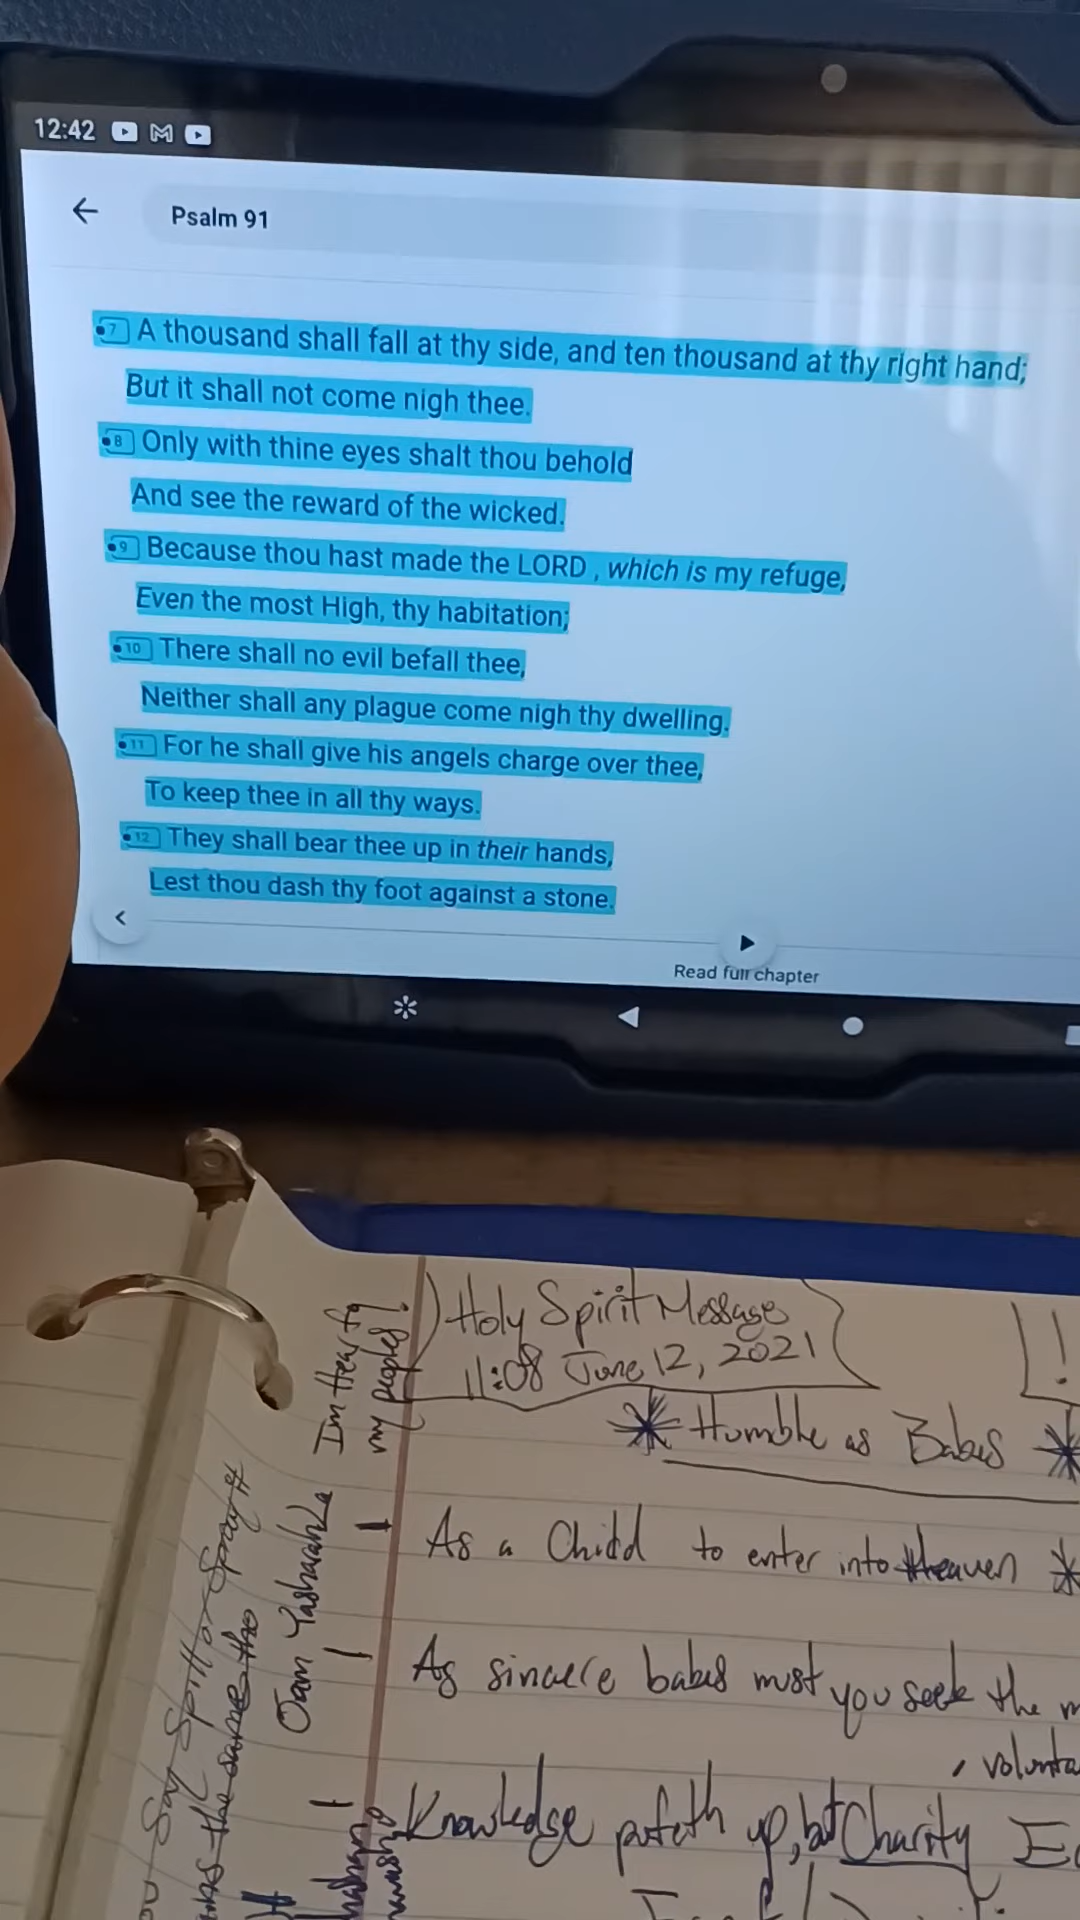 12:42
Psalm 91
7 A thousand shall fall at thy side, and ten thousand at thy right hand;
But it shall not come nigh thee.
8 Only with thine eyes shalt thou behold
And see the reward of the wicked.
9 Because thou hast made the LORD , which is my refuge,
Even the most High, thy habitation;
10 There shall no evil befall thee,
Neither shall any plague come nigh thy dwelling.
11 For he shall give his angels charge over thee,
To keep thee in all thy ways.
12 They shall bear thee up in their hands,
Lest thou dash thy foot against a stone.
Read full chapter
Holy Spirit Message
11:08 June 12, 2021
!
* Humble as Babes *
As a Child to enter into Heaven *
As sincere babes must you seek the
Knowledge pufeth up, but Charity
my peoples!
the same